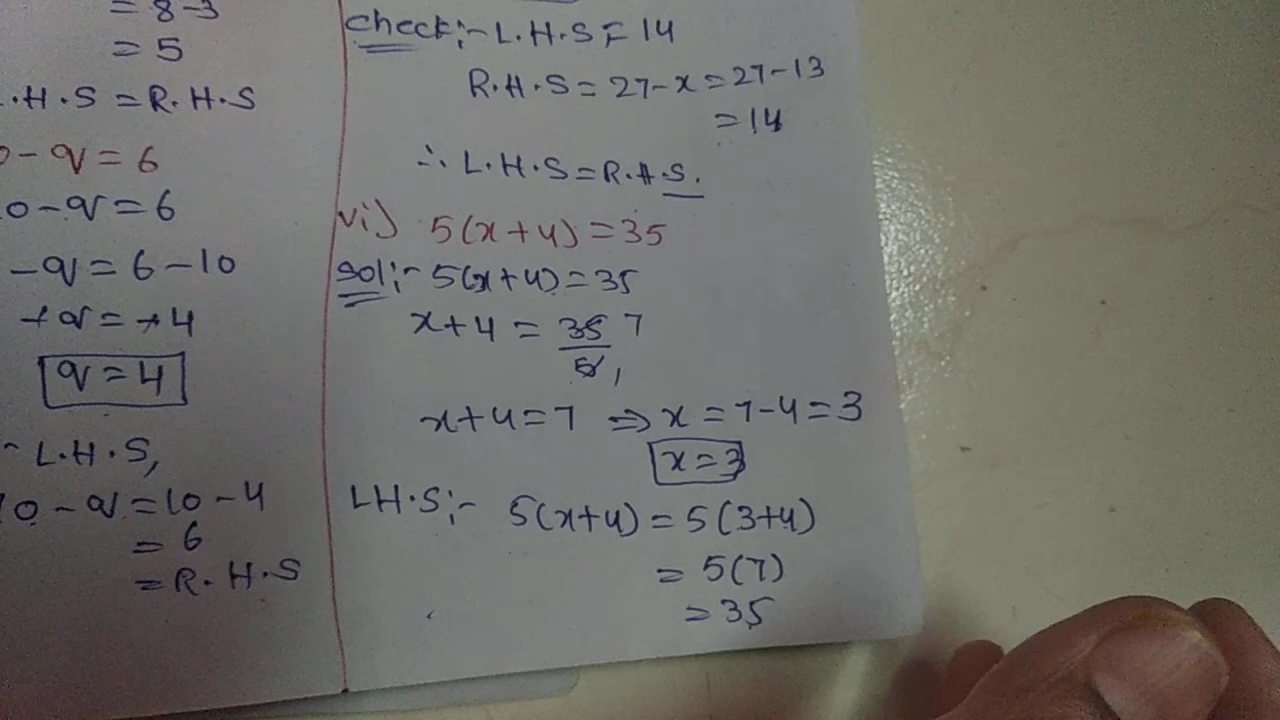 = 8-3
= 5
.H.S = R.H.S
0-q = 6
0-q = 6
-q = 6-10
+q = +4
q = 4
L.H.S,
10-q = 10-4
= 6
= R.H.S
check:- L.H.S = 14
R.H.S = 27-x = 27-13
= 14
∴ L.H.S = R.H.S.
vi) 5(x+4) = 35
Sol:- 5(x+4) = 35
x+4 = 35/5 7 1
x+4 = 7 ⇒ x = 7-4 = 3
x = 3
LH.S:- 5(x+4) = 5(3+4)
= 5(7)
= 35